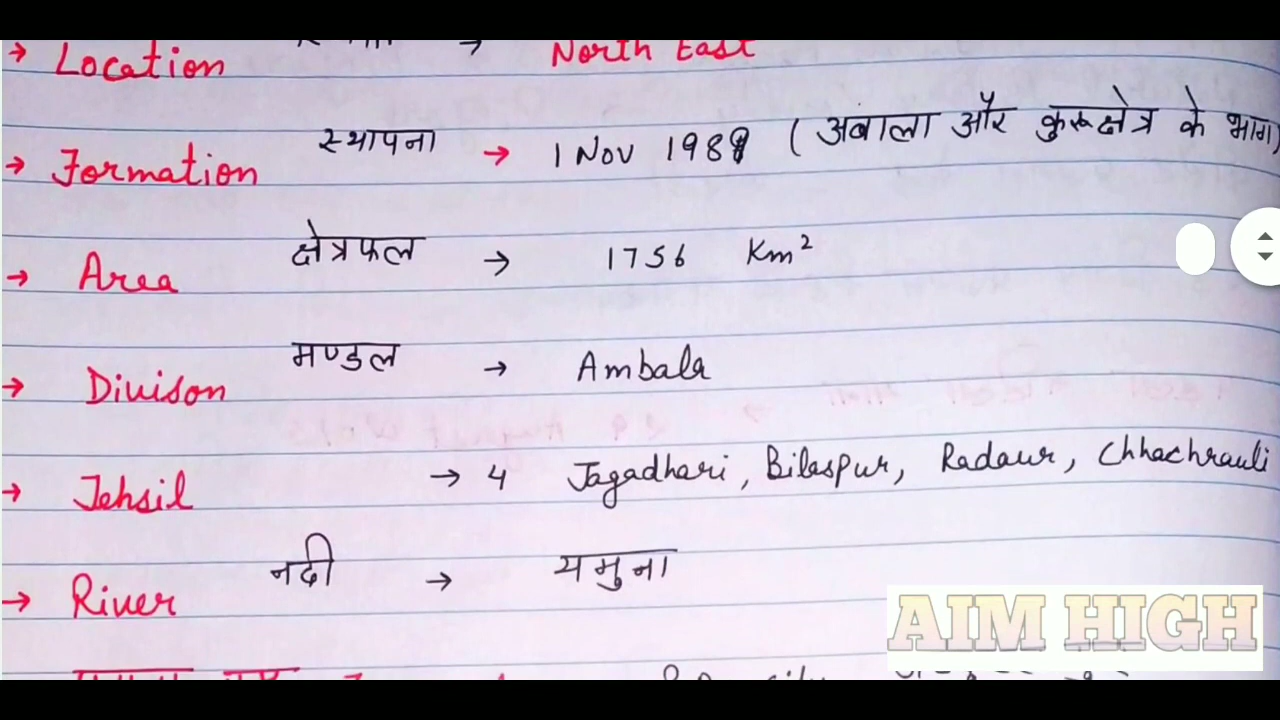 → Location → North East
→ Formation स्थापना → 1 Nov 1989 (अंबाला और कुरूक्षेत्र के भाग)
→ Area क्षेत्रफल → 1756 Km²
→ Divison मण्डल → Ambala
→ Tehsil → 4 Jagadhari, Bilaspur, Radaur, Chhachrauli
→ River नदी → यमुना
AIM HIGH